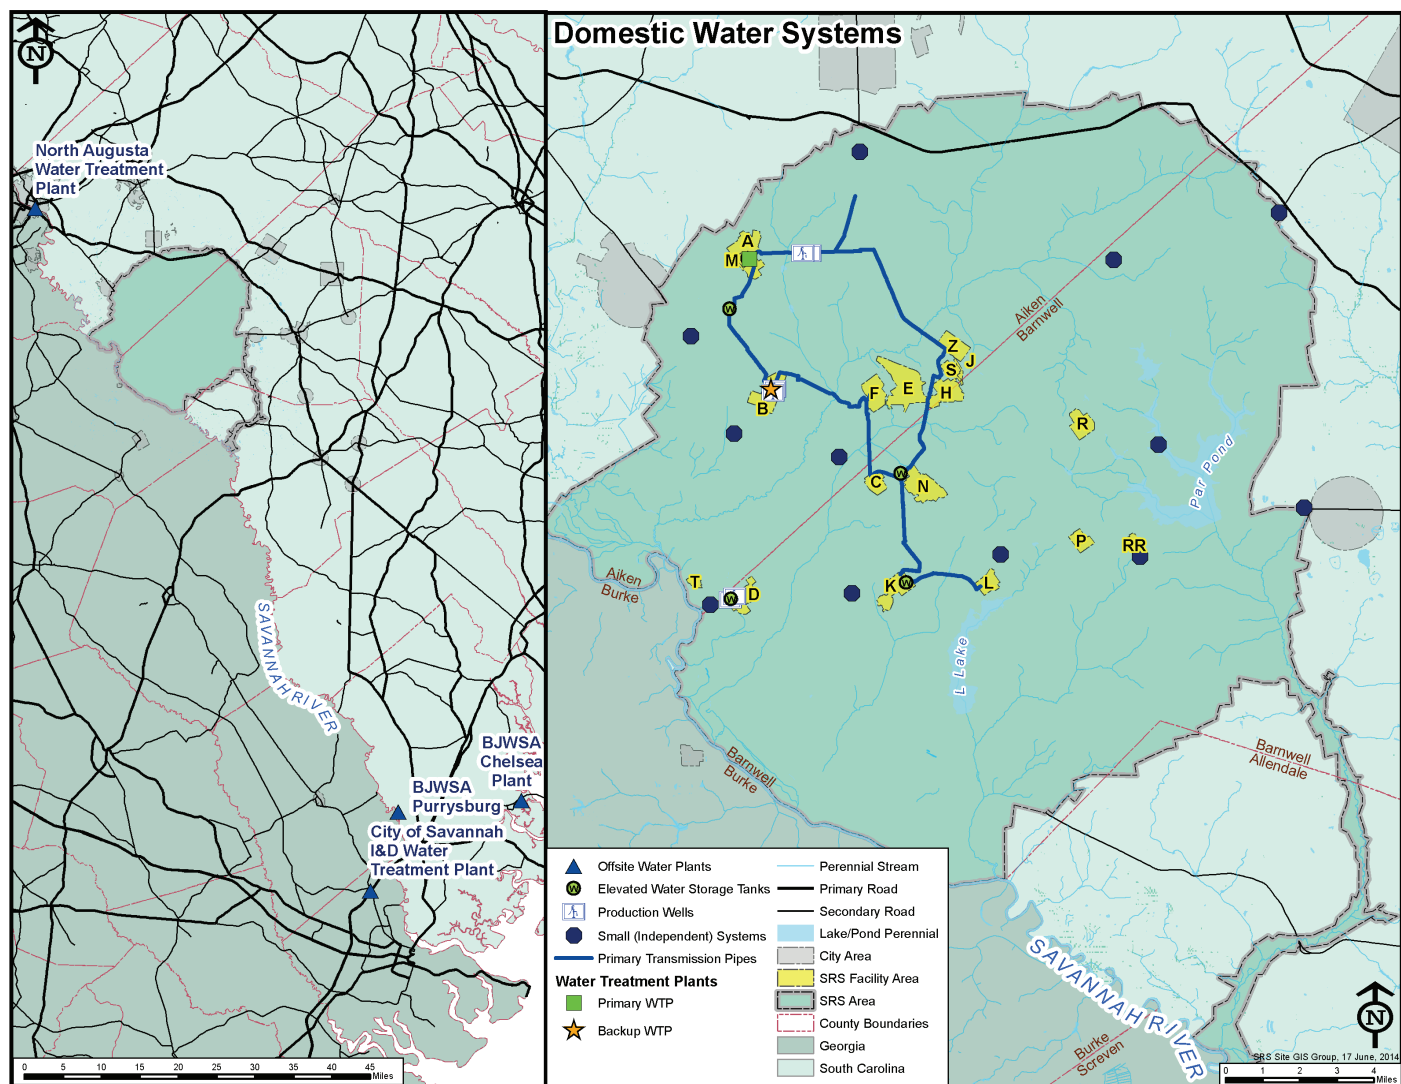 N
North Augusta
Water Treatment
Plant
SAVANNAH RIVER
BJWSA
Chelsea
Plant
BJWSA
Purrysburg
City of Savannah
I&D Water
Treatment Plant
0 5 10 15 20 25 30 35 40 45
Miles
Domestic Water Systems
A
M
W
Aiken
Barnwell
Z
J
S
H
E
F
B
R
Par Pond
W
C
N
P
RR
Aiken
Burke
T
W
D
K
W
L
L Lake
Barnwell
Burke
Barnwell
Allendale
SAVANNAH RIVER
Burke
Screven
N
SRS Site GIS Group, 17 June, 2014
0 1 2 3 4
Miles
Offsite Water Plants
W Elevated Water Storage Tanks
Production Wells
Small (Independent) Systems
Primary Transmission Pipes
Water Treatment Plants
Primary WTP
Backup WTP
Perennial Stream
Primary Road
Secondary Road
Lake/Pond Perennial
City Area
SRS Facility Area
SRS Area
County Boundaries
Georgia
South Carolina